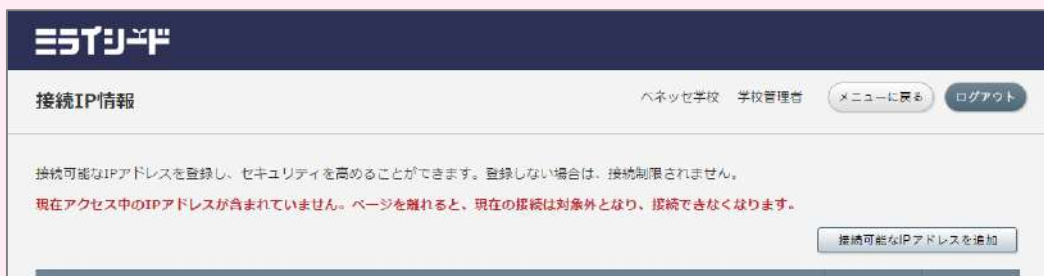 ミライシード
接続IP情報
ベネッセ学校 学校管理者 メニューに戻る ログアウト
接続可能なIPアドレスを登録し、セキュリティを高めることができます。登録しない場合は、接続制限されません。
現在アクセス中のIPアドレスが含まれていません。ページを離れると、現在の接続は対象外となり、接続できなくなります。
接続可能なIPアドレスを追加